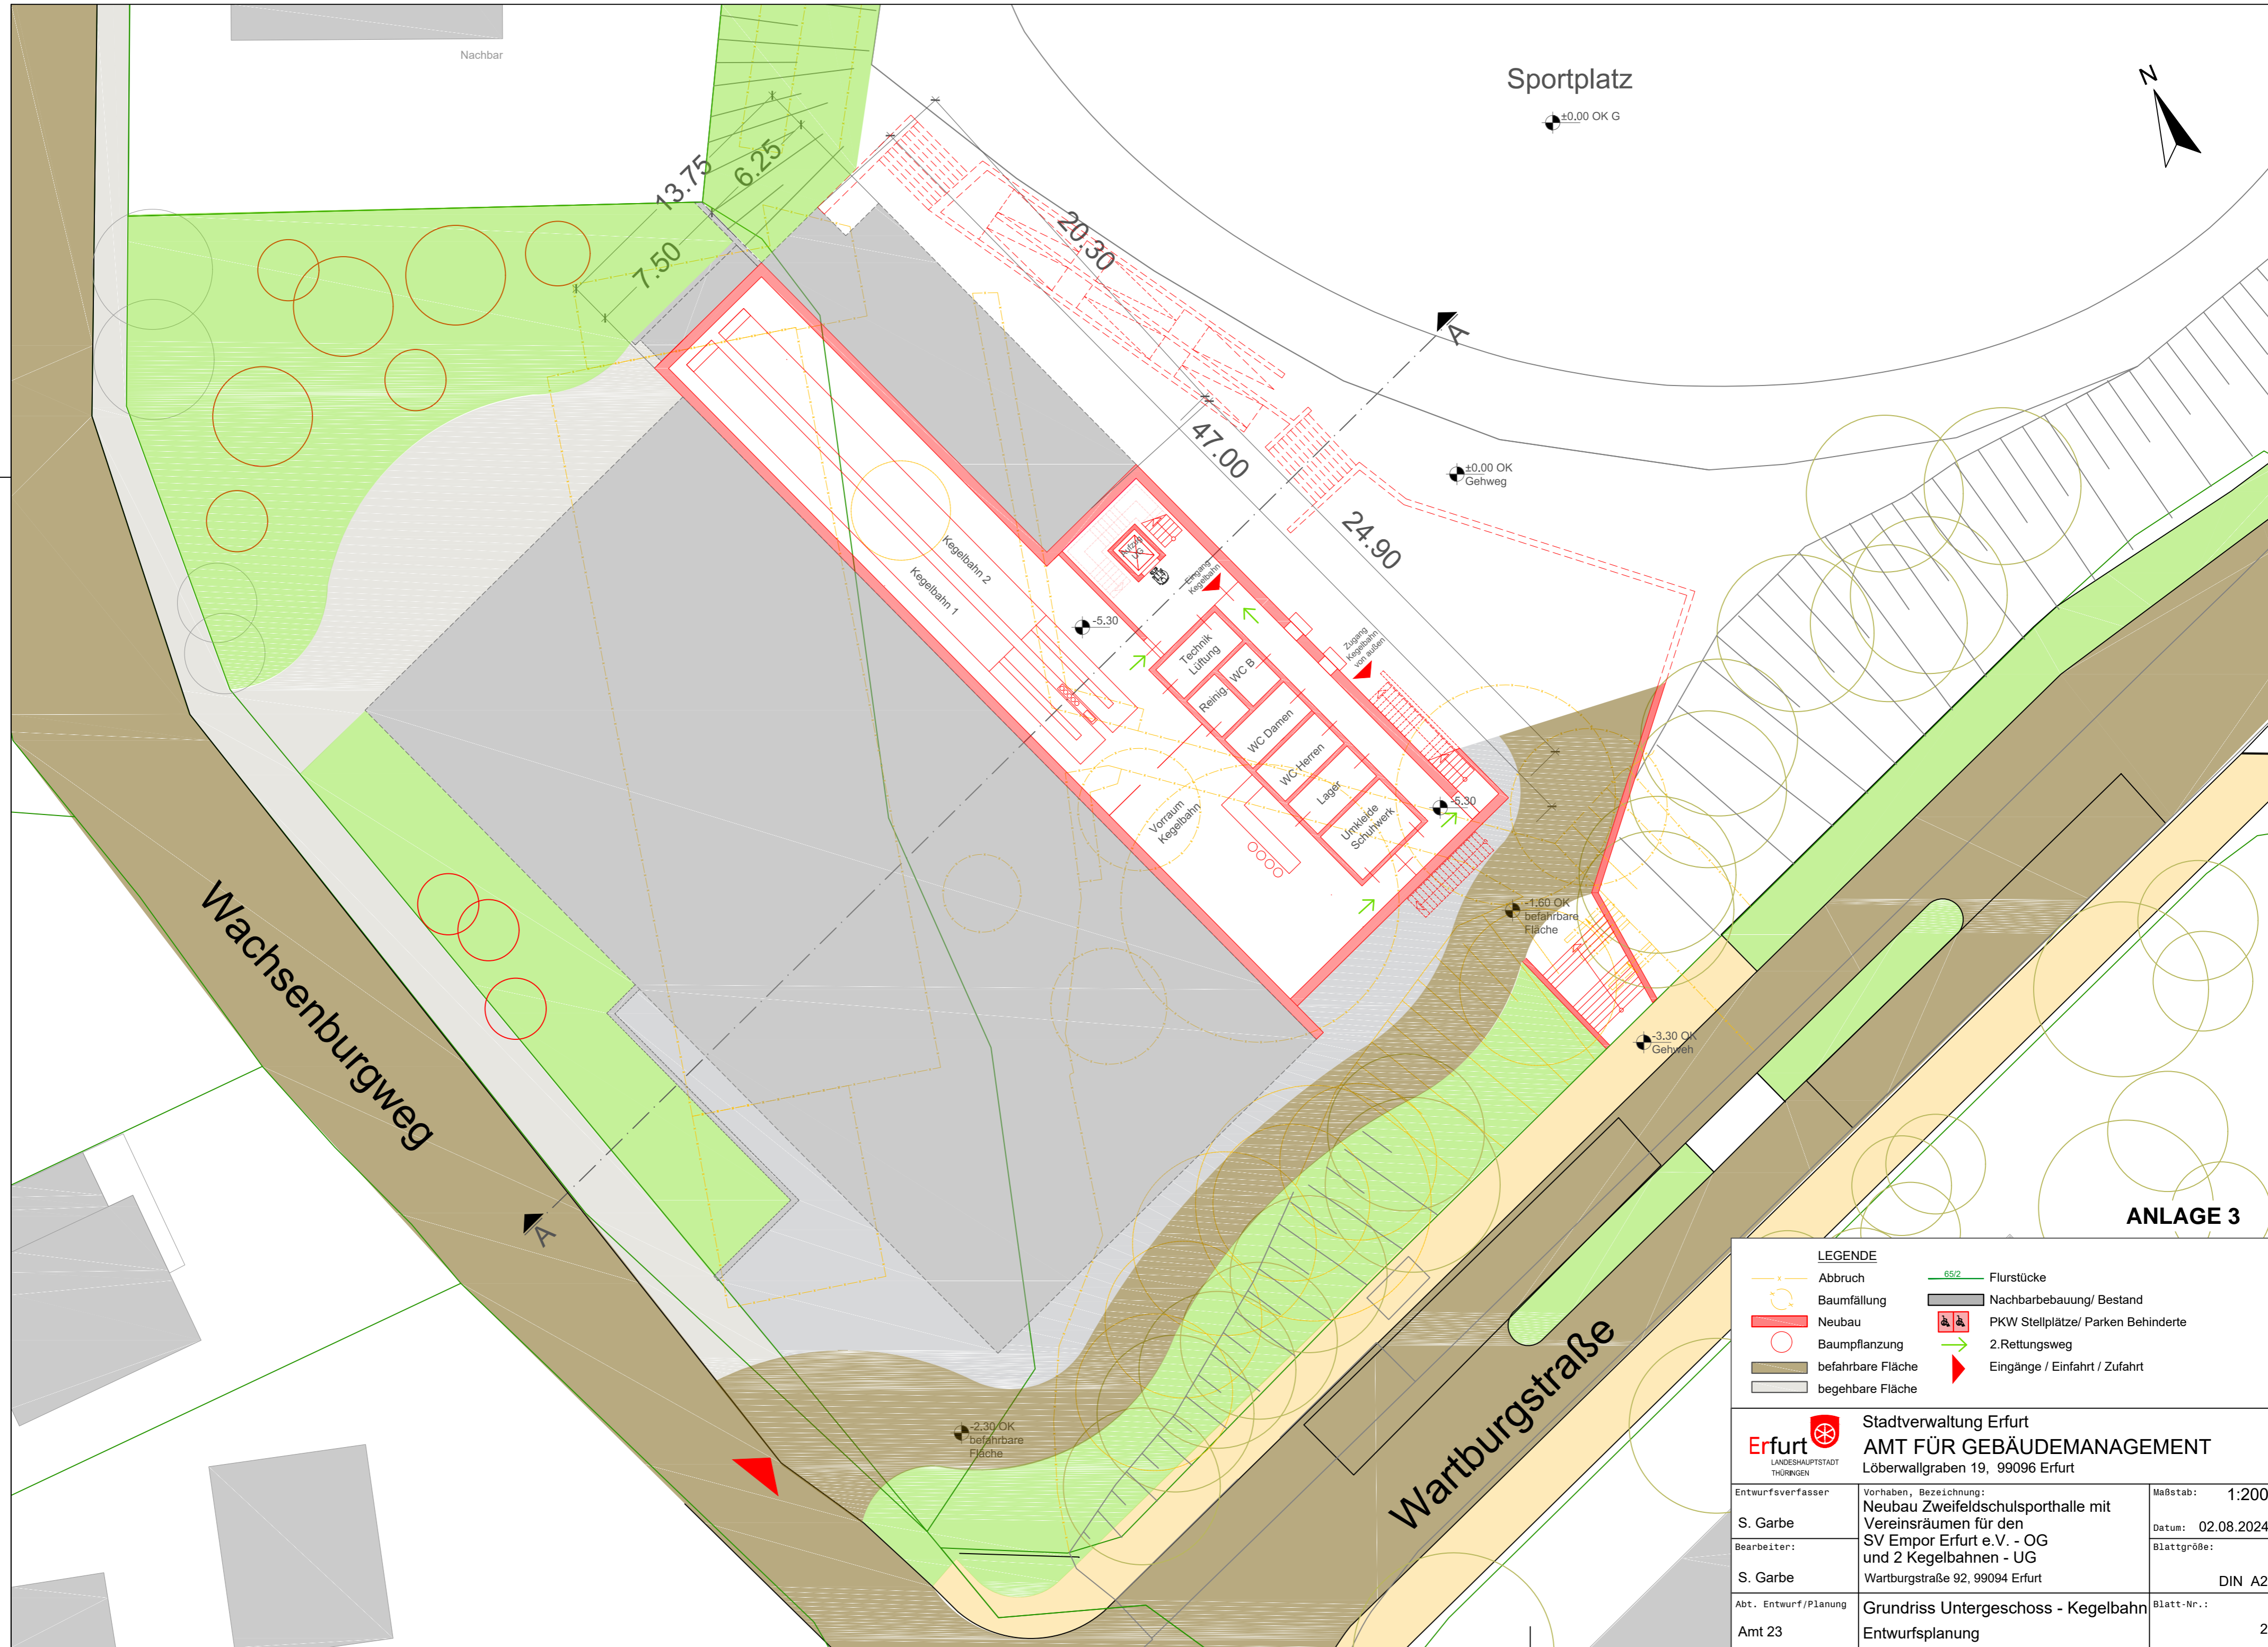 Nachbar
Sportplatz
±0.00 OK G
N
13.75
6.25
7.50
20.30
A
47.00
±0.00 OK
Gehweg
24.90
Kegelbahn 2
Kegelbahn 1
Aufzug
UG
Eingang
Kegelbahn
-5.30
Zugang
Kegelbahn
von außen
Technik
Lüftung
WC B
Reinig.
WC Damen
WC Herren
Lager
Umkleide
Schuhwerk
-5.30
Vorraum
Kegelbahn
-1.60 OK
befahrbare
Fläche
-3.30 OK
Gehweh
Wachsenburgweg
A
-2.30 OK
befahrbare
Fläche
Wartburgstraße
ANLAGE 3
LEGENDE
Abbruch
Baumfällung
Neubau
Baumpflanzung
befahrbare Fläche
begehbare Fläche
65/2
Flurstücke
Nachbarbebauung/ Bestand
PKW Stellplätze/ Parken Behinderte
2.Rettungsweg
Eingänge / Einfahrt / Zufahrt
Erfurt
LANDESHAUPTSTADT
THÜRINGEN
Stadtverwaltung Erfurt
AMT FÜR GEBÄUDEMANAGEMENT
Löberwallgraben 19, 99096 Erfurt
Entwurfsverfasser
S. Garbe
Bearbeiter:
S. Garbe
Abt. Entwurf/Planung
Amt 23
Vorhaben, Bezeichnung:
Neubau Zweifeldschulsporthalle mit
Vereinsräumen für den
SV Empor Erfurt e.V. - OG
und 2 Kegelbahnen - UG
Wartburgstraße 92, 99094 Erfurt
Grundriss Untergeschoss - Kegelbahn
Entwurfsplanung
Maßstab: 1:200
Datum: 02.08.2024
Blattgröße:
DIN A2
Blatt-Nr.:
2